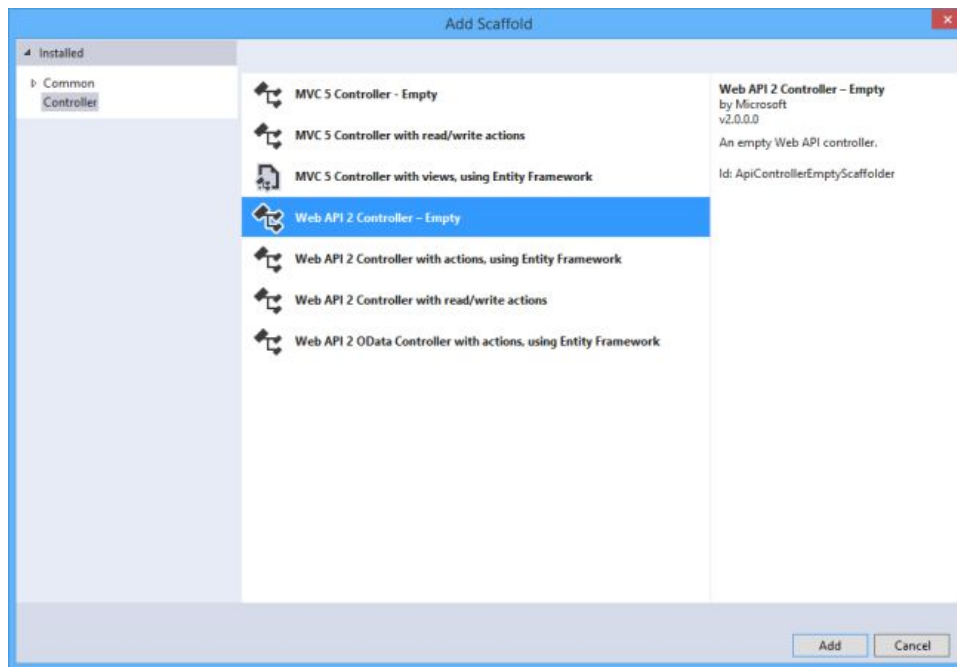 Add Scaffold
Installed
Common
Controller
MVC 5 Controller - Empty
MVC 5 Controller with read/write actions
MVC 5 Controller with views, using Entity Framework
Web API 2 Controller – Empty
Web API 2 Controller with actions, using Entity Framework
Web API 2 Controller with read/write actions
Web API 2 OData Controller with actions, using Entity Framework
Web API 2 Controller – Empty
by Microsoft
v2.0.0.0
An empty Web API controller.
Id: ApiControllerEmptyScaffolder
Add
Cancel